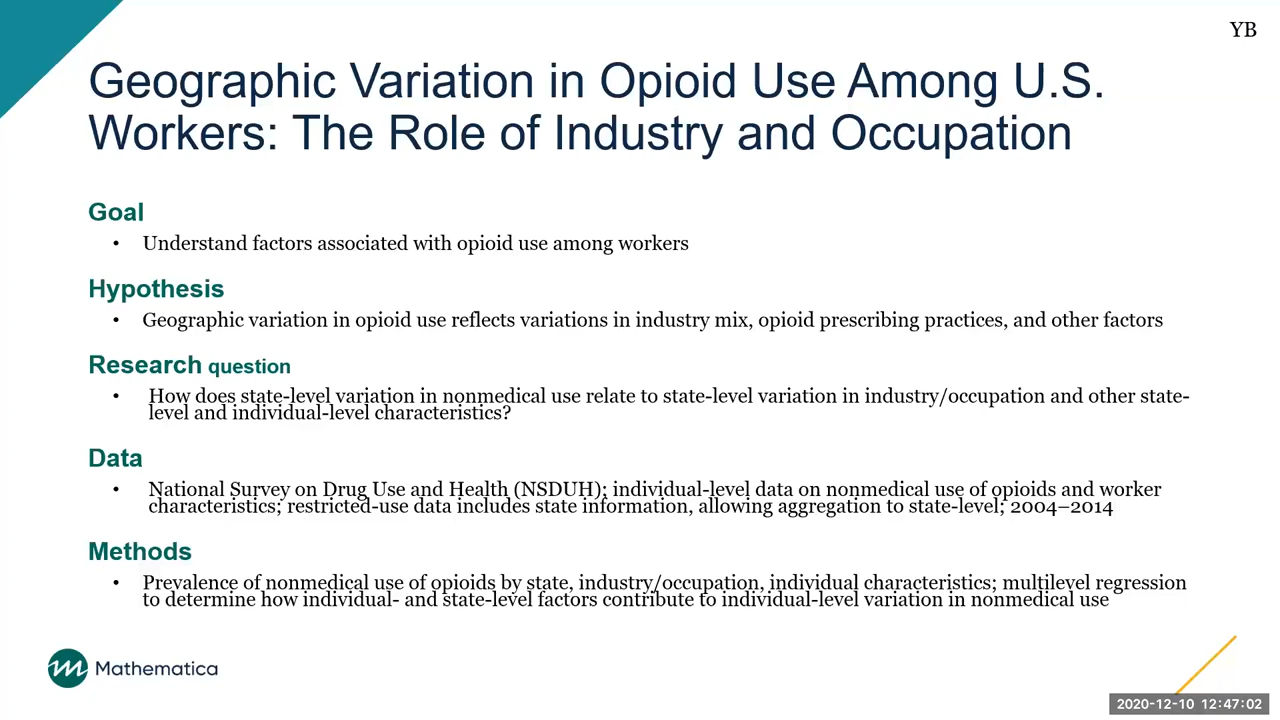 YB
Geographic Variation in Opioid Use Among U.S.
Workers: The Role of Industry and Occupation
Goal
• Understand factors associated with opioid use among workers
Hypothesis
• Geographic variation in opioid use reflects variations in industry mix, opioid prescribing practices, and other factors
Research question
• How does state-level variation in nonmedical use relate to state-level variation in industry/occupation and other state-
level and individual-level characteristics?
Data
• National Survey on Drug Use and Health (NSDUH); individual-level data on nonmedical use of opioids and worker
characteristics; restricted-use data includes state information, allowing aggregation to state-level; 2004–2014
Methods
• Prevalence of nonmedical use of opioids by state, industry/occupation, individual characteristics; multilevel regression
to determine how individual- and state-level factors contribute to individual-level variation in nonmedical use
Mathematica
2020-12-10 12:47:02